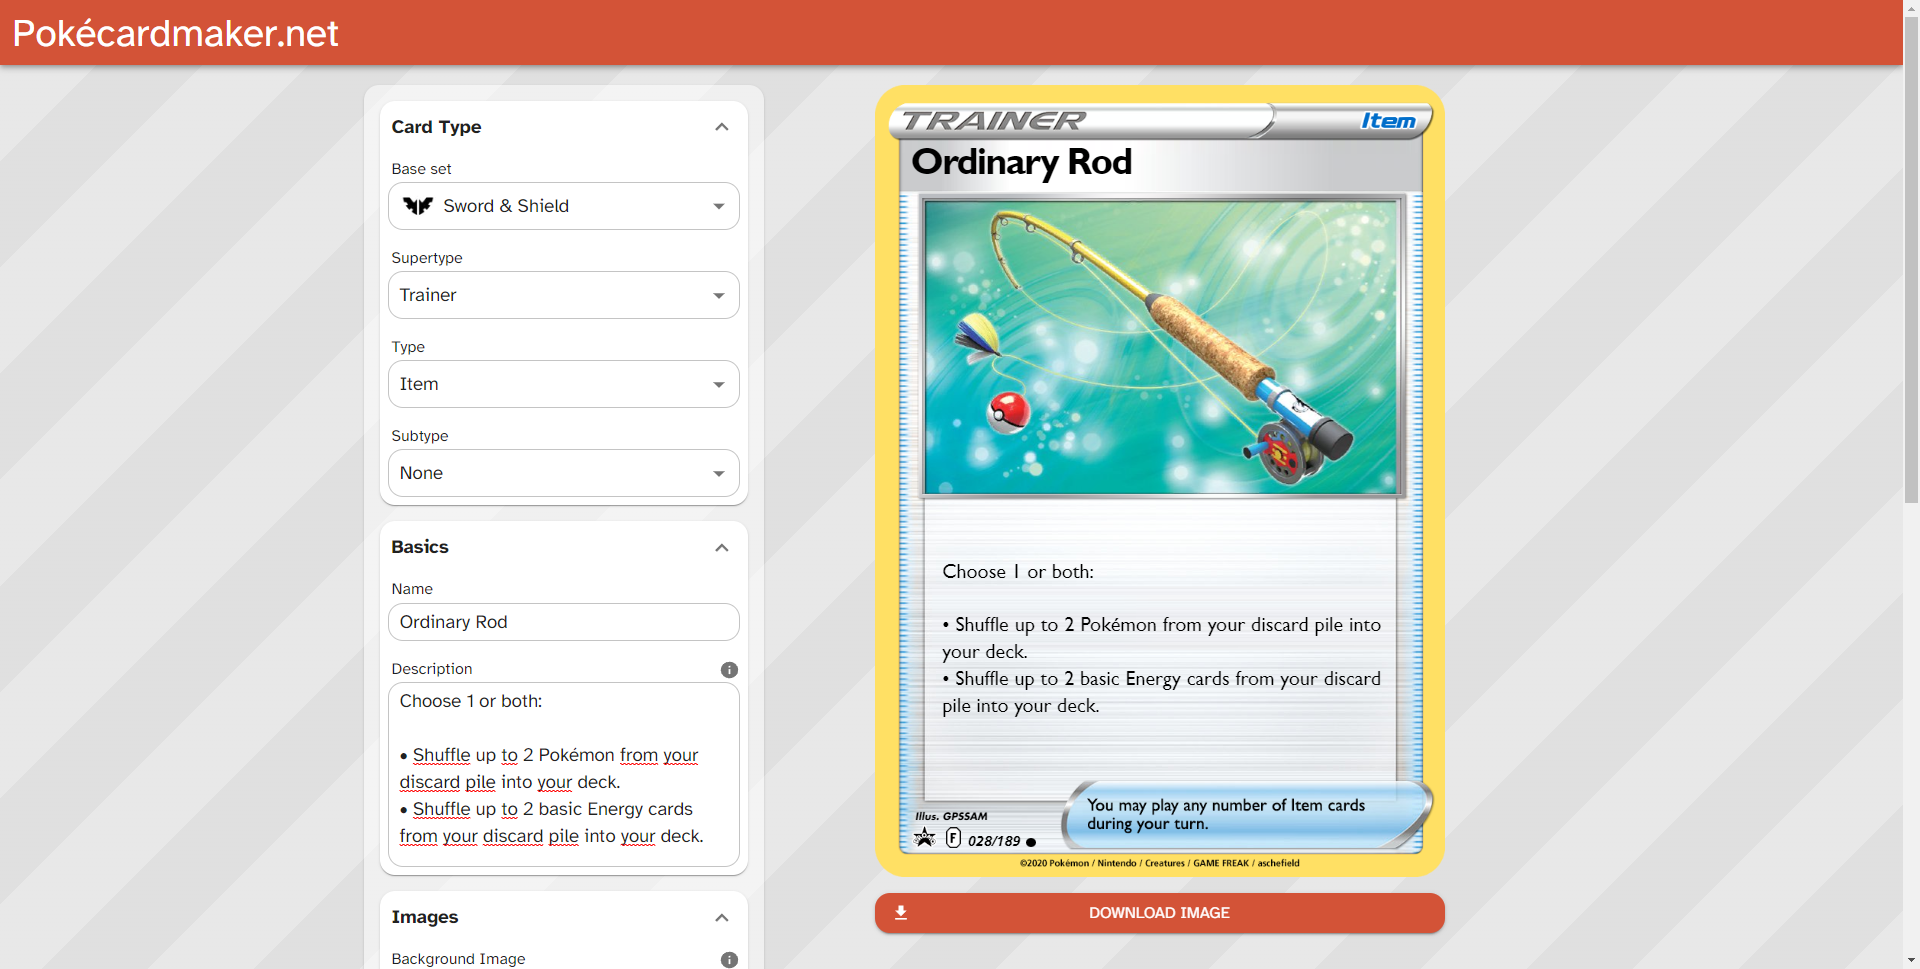 Pokécardmaker.net
Card Type
Base set
Sword & Shield
Supertype
Trainer
Type
Item
Subtype
None
Basics
Name
Ordinary Rod
Description
Choose 1 or both:
• Shuffle up to 2 Pokémon from your
discard pile into your deck.
• Shuffle up to 2 basic Energy cards
from your discard pile into your deck.
Images
Background Image
TRAINER
Item
Ordinary Rod
Choose 1 or both:
• Shuffle up to 2 Pokémon from your discard pile into
your deck.
• Shuffle up to 2 basic Energy cards from your discard
pile into your deck.
You may play any number of Item cards
during your turn.
Illus. GPSSAM
F 028/189
©2020 Pokémon / Nintendo / Creatures / GAME FREAK / aschefield
DOWNLOAD IMAGE